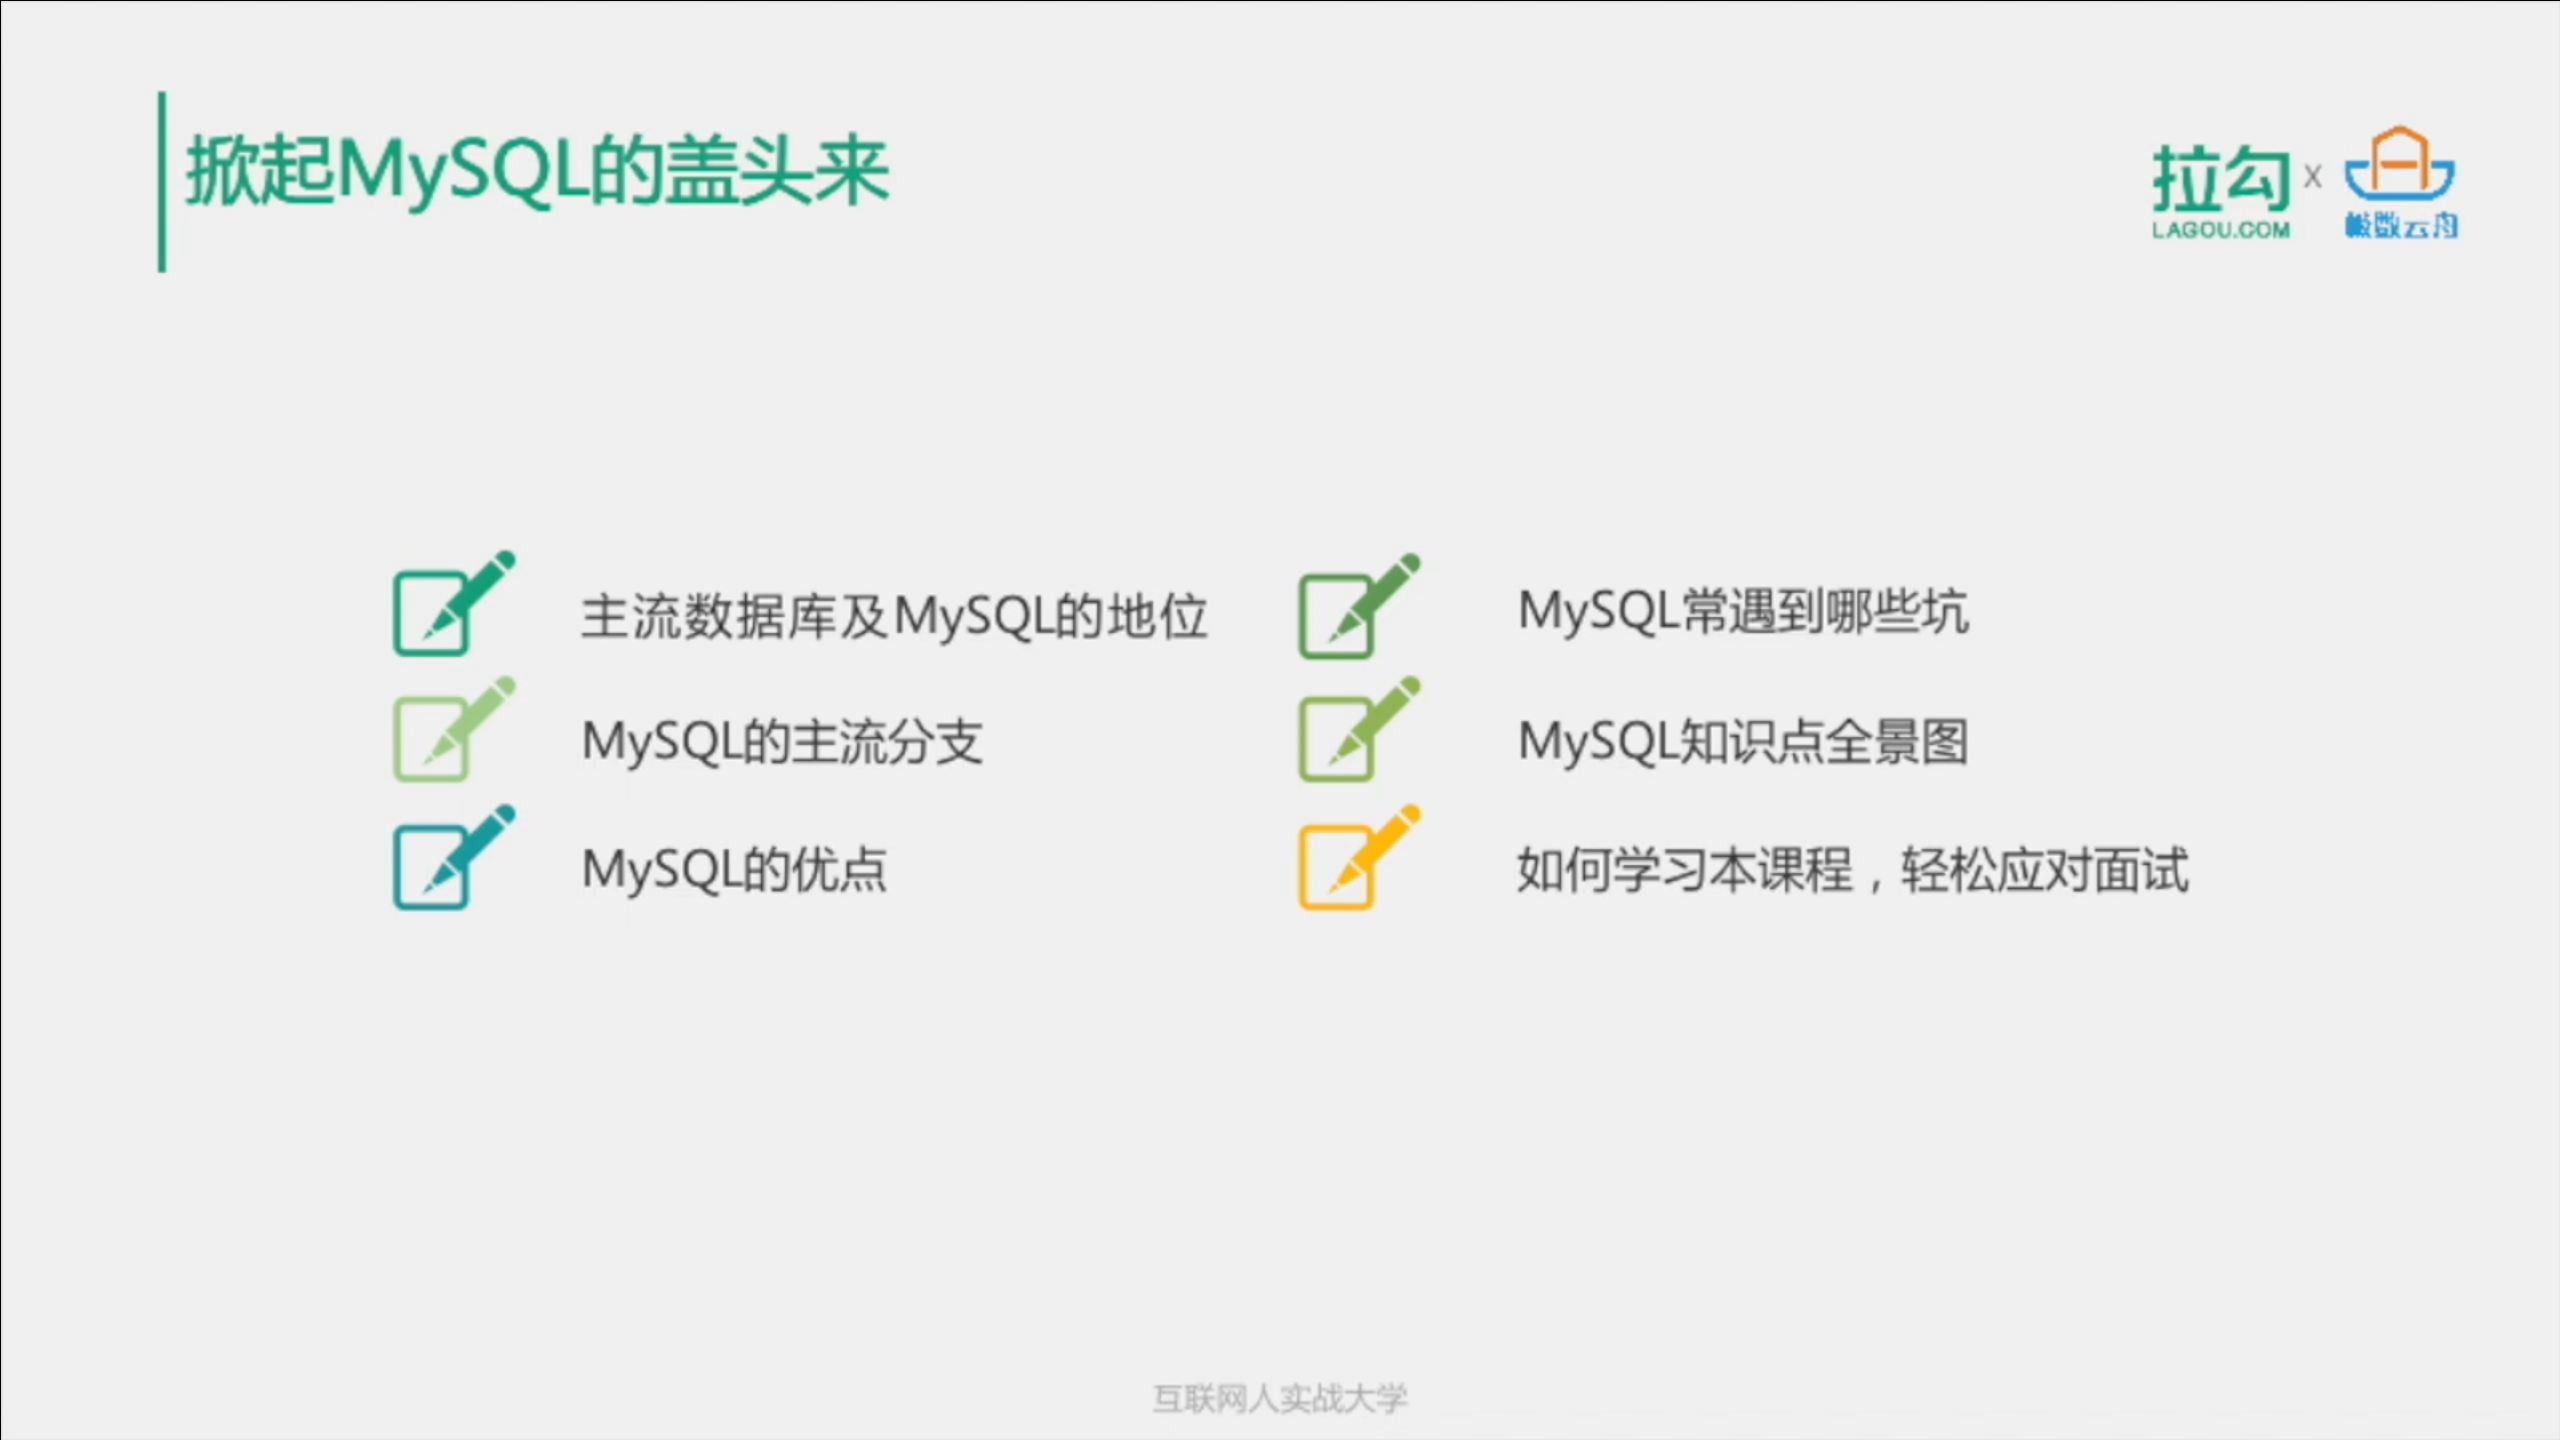 掀起MySQL的盖头来
拉勾 X
LAGOU.COM
数云舟
主流数据库及MySQL的地位
MySQL的主流分支
MySQL的优点
MySQL常遇到哪些坑
MySQL知识点全景图
如何学习本课程，轻松应对面试
互联网人实战大学